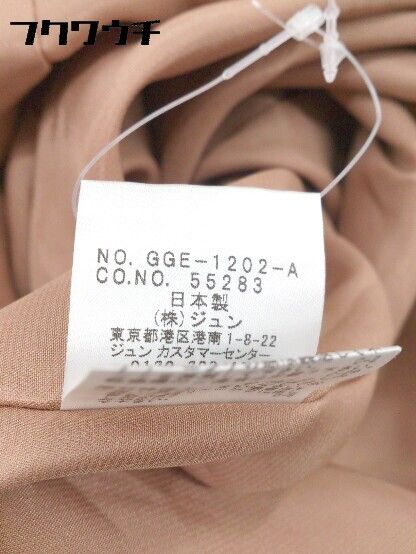 フクウウチ
NO. GGE-1202-A
CO.NO. 55283
日本製
(株)ジュン
東京都港区港南1-8-22
ジュン カスタマーセンター